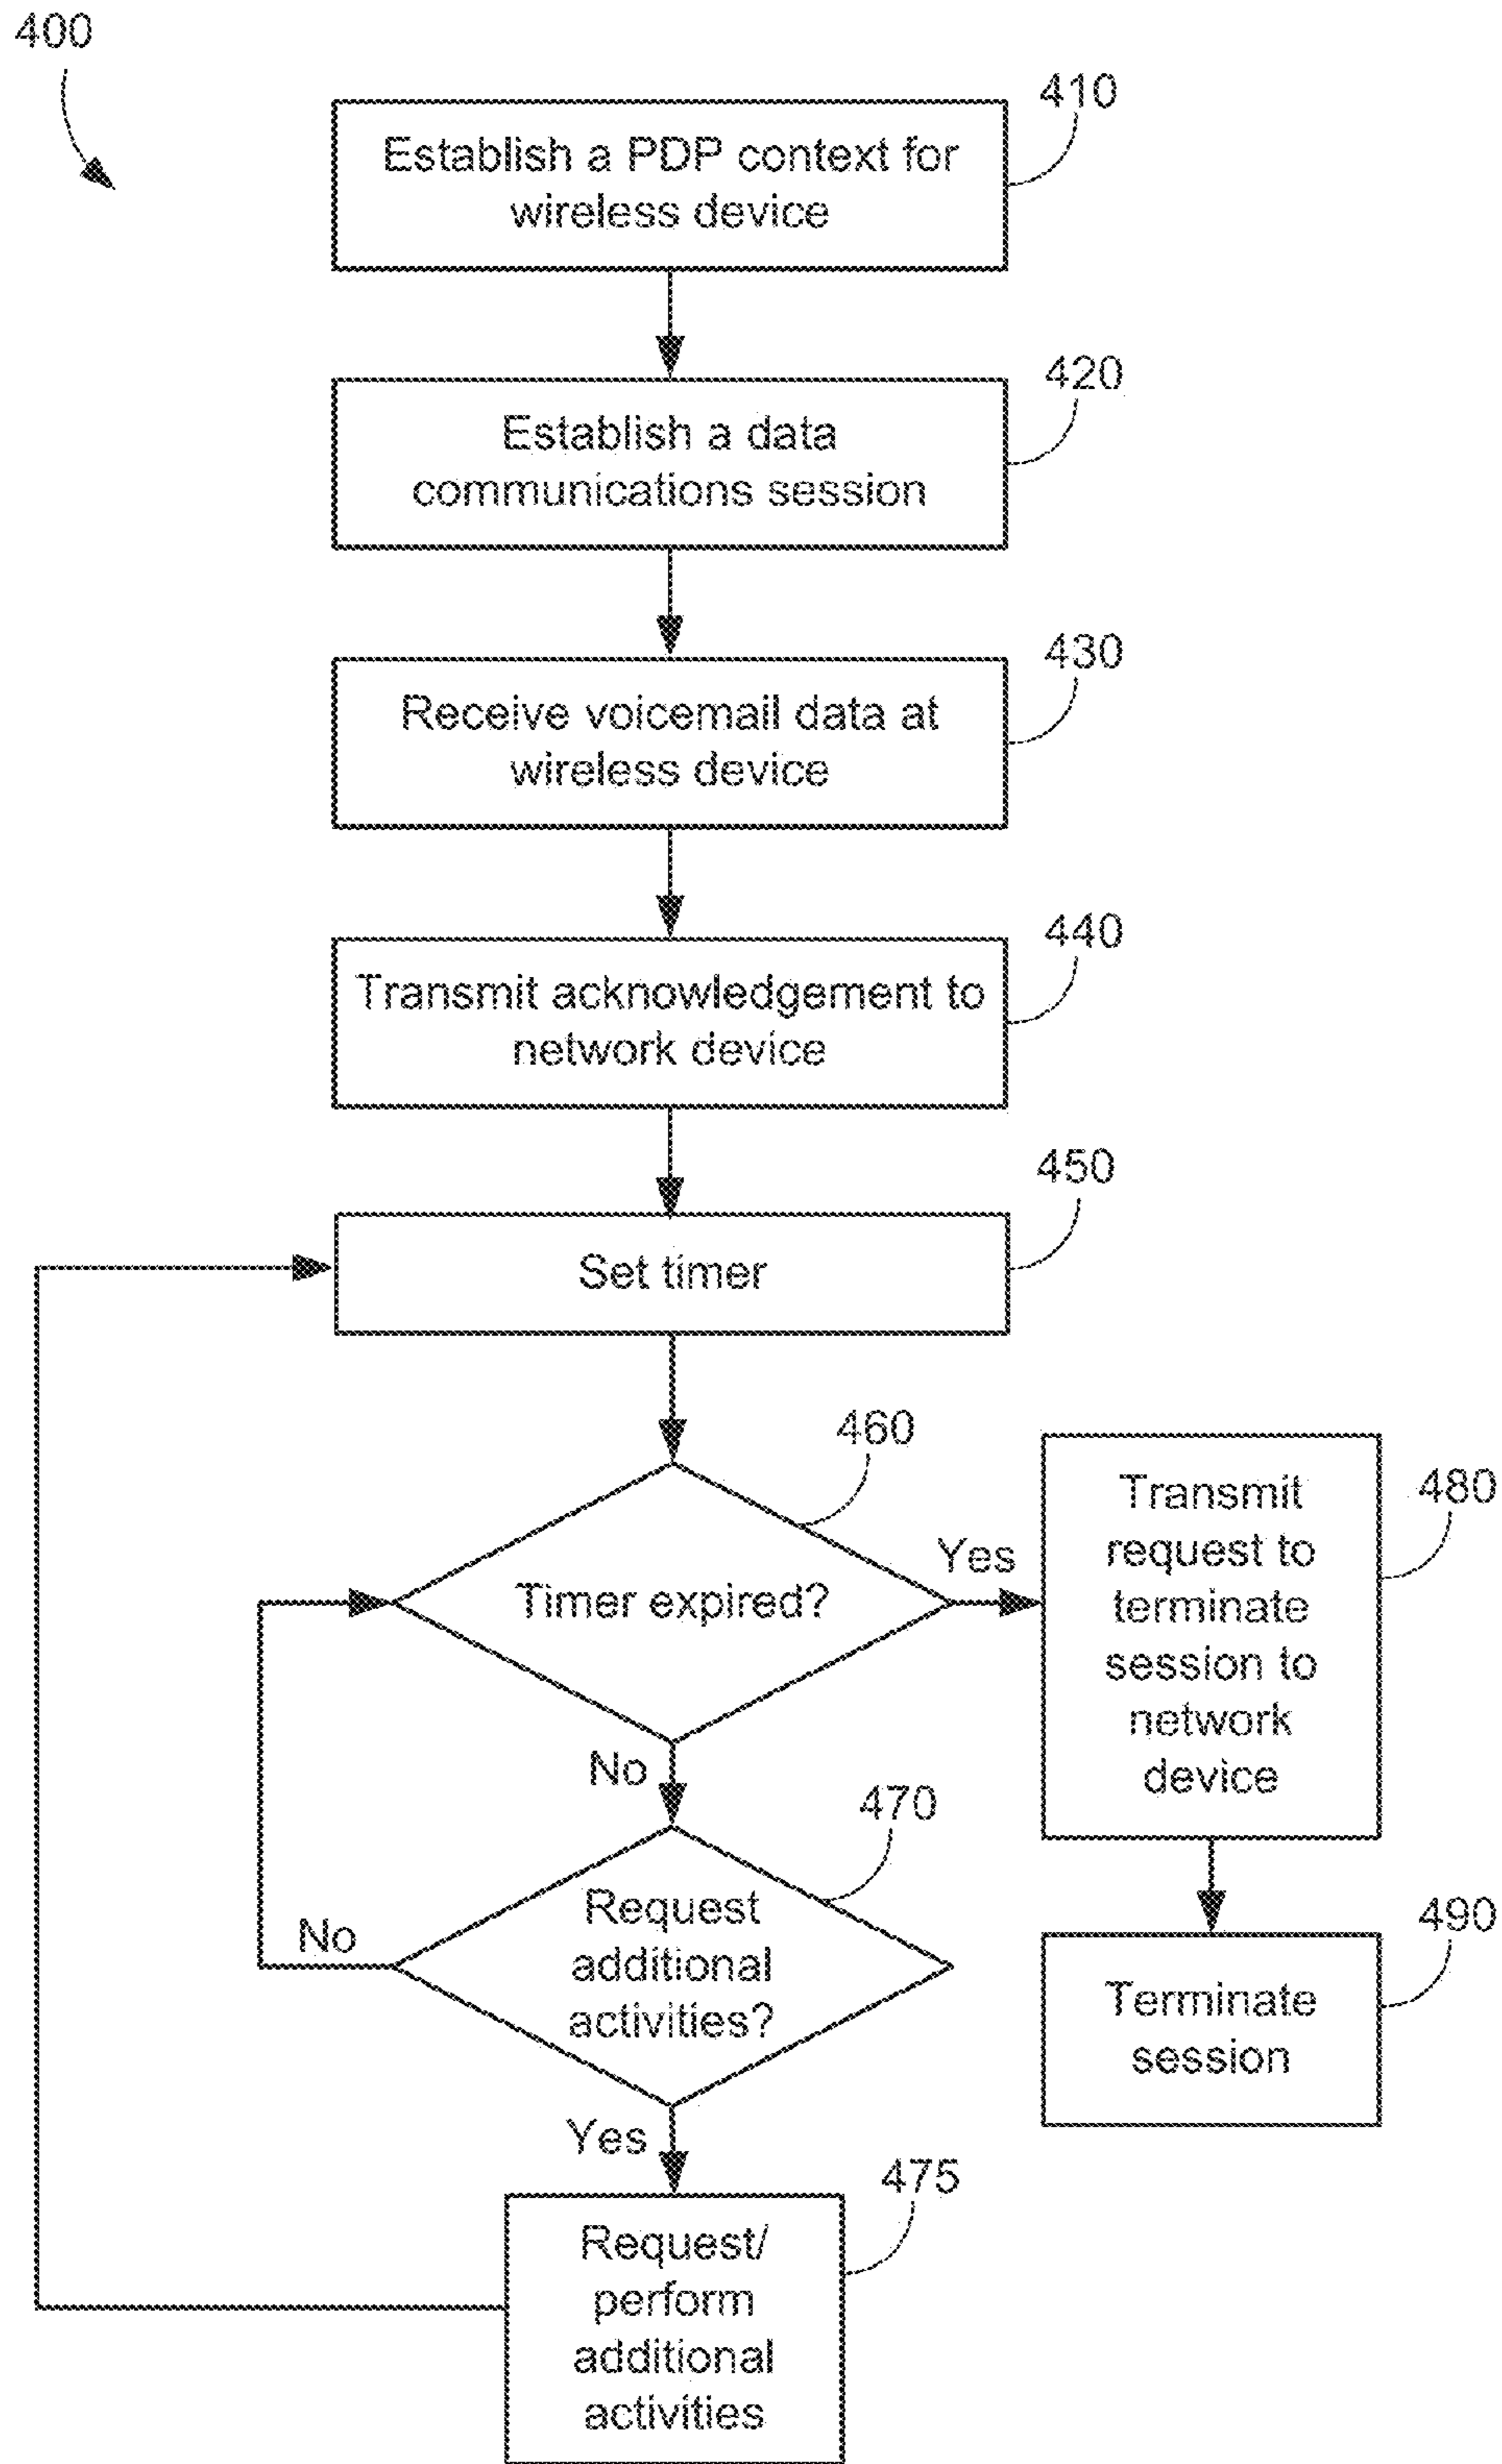 400
410
Establish a PDP context for
wireless device
420
Establish a data
communications session
430
Receive voicemail data at
wireless device
440
Transmit acknowledgement to
network device
450
Set timer
460
Timer expired?
Yes
No
480
Transmit
request to
terminate
session to
network
device
470
Request
additional
activities?
No
Yes
490
Terminate
session
475
Request/
perform
additional
activities